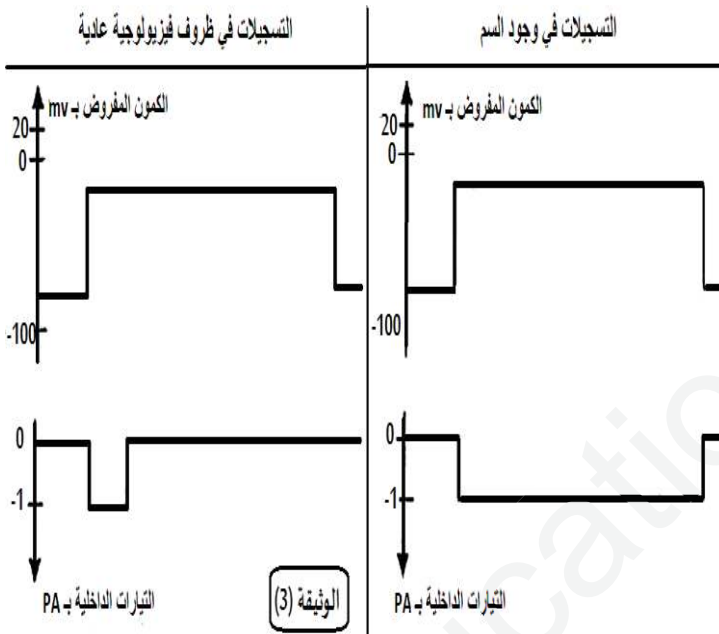 التسجيلات في وجود السم
التسجيلات في ظروف فيزيولوجية عادية
الكمون المفروض بـ mv
20
0
-100
0
-1
التيارات الداخلية بـ PA
الكمون المفروض بـ mv
20
0
-100
0
-1
التيارات الداخلية بـ PA
الوثيقة (3)